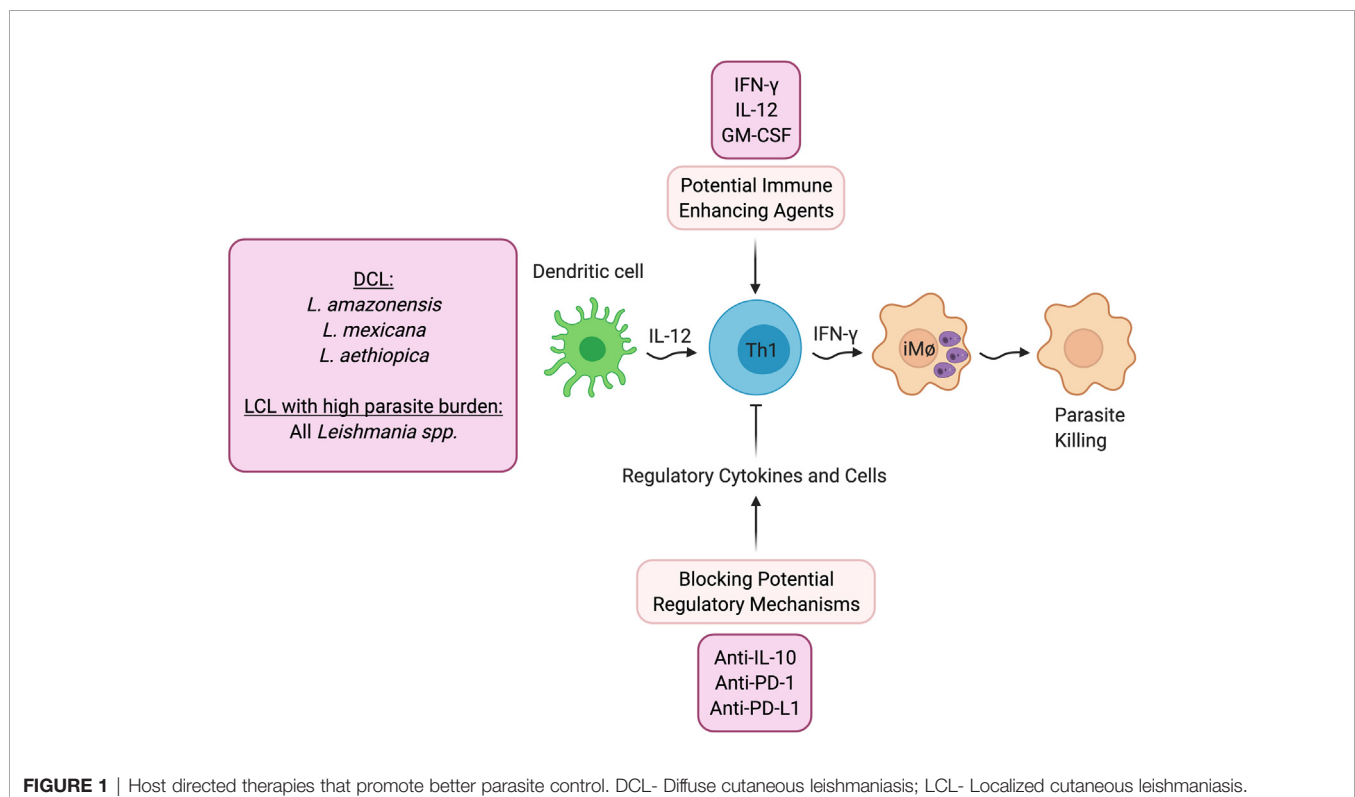 IFN-γ
IL-12
GM-CSF
Potential Immune
Enhancing Agents
DCL:
L. amazonensis
L. mexicana
L. aethiopica
LCL with high parasite burden:
All Leishmania spp.
Dendritic cell
IL-12
Th1
IFN-γ
iMø
Parasite
Killing
Regulatory Cytokines and Cells
Blocking Potential
Regulatory Mechanisms
Anti-IL-10
Anti-PD-1
Anti-PD-L1
FIGURE 1 | Host directed therapies that promote better parasite control. DCL- Diffuse cutaneous leishmaniasis; LCL- Localized cutaneous leishmaniasis.